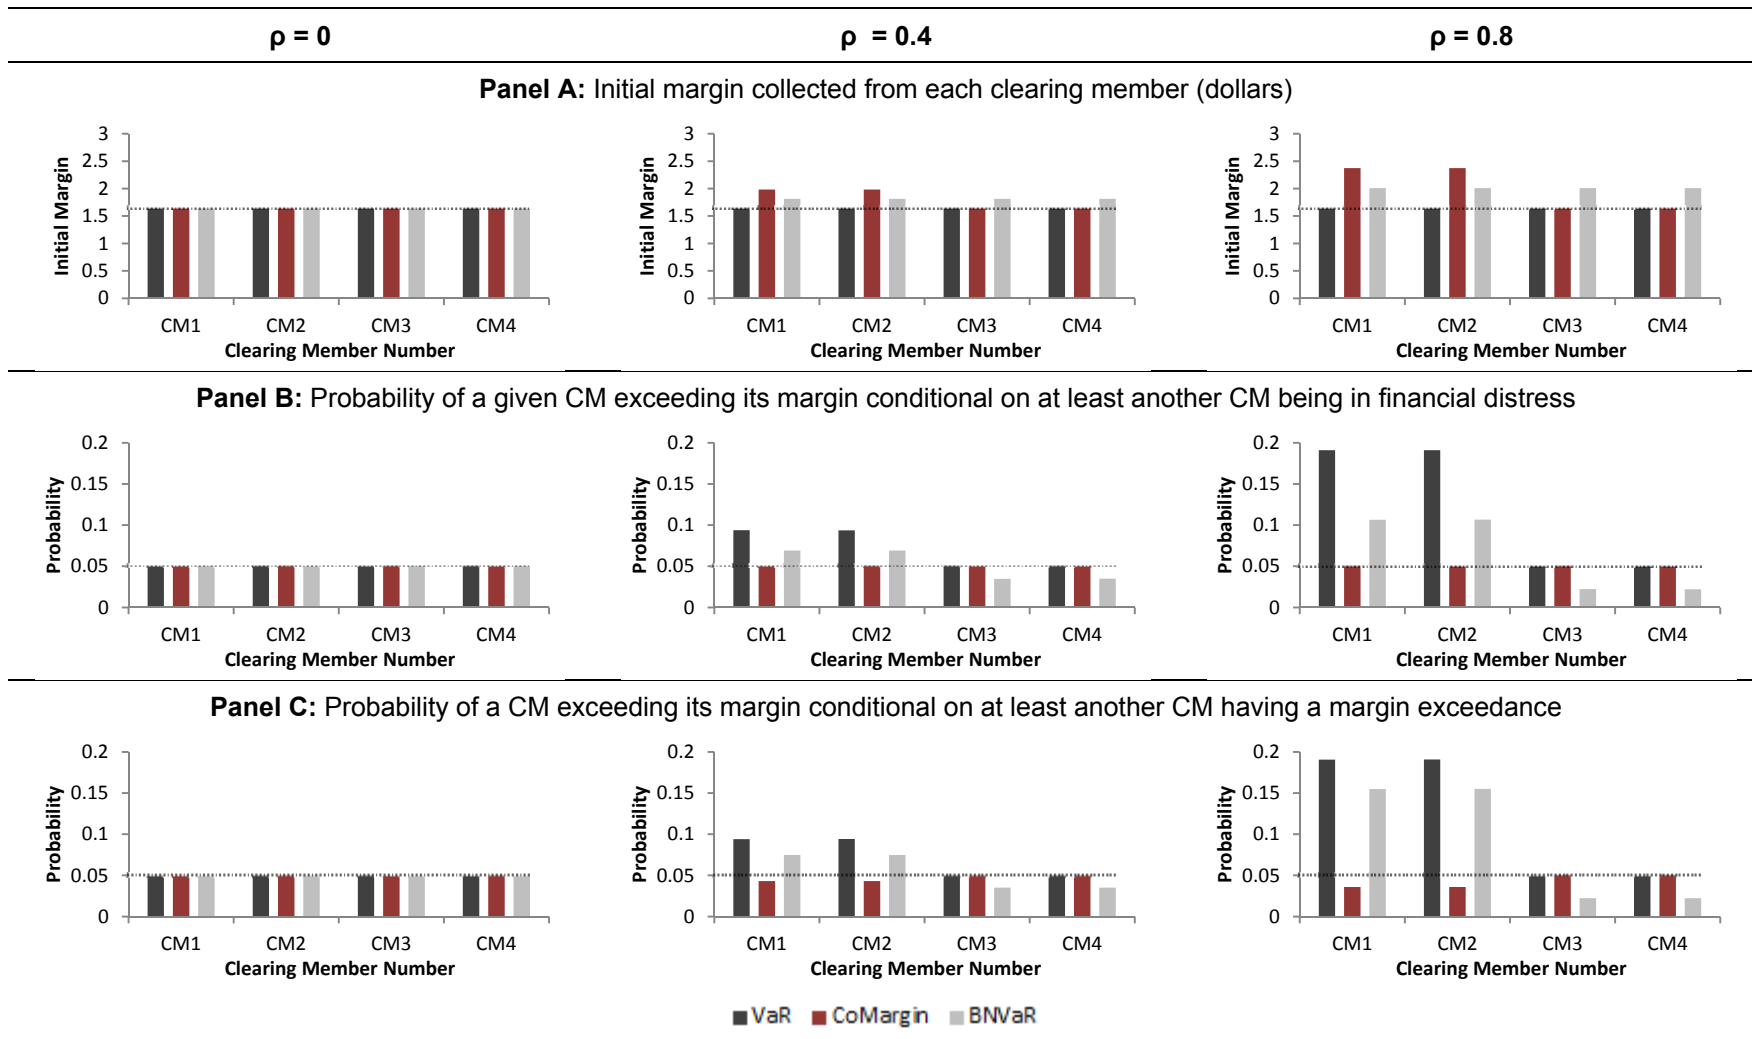 ρ = 0
ρ = 0.4
ρ = 0.8
Panel A: Initial margin collected from each clearing member (dollars)
Initial Margin
3
2.5
2
1.5
1
0.5
0
CM1 CM2 CM3 CM4
Clearing Member Number
Initial Margin
3
2.5
2
1.5
1
0.5
0
CM1 CM2 CM3 CM4
Clearing Member Number
Initial Margin
3
2.5
2
1.5
1
0.5
0
CM1 CM2 CM3 CM4
Clearing Member Number
Panel B: Probability of a given CM exceeding its margin conditional on at least another CM being in financial distress
Probability
0.2
0.15
0.1
0.05
0
CM1 CM2 CM3 CM4
Clearing Member Number
Probability
0.2
0.15
0.1
0.05
0
CM1 CM2 CM3 CM4
Clearing Member Number
Probability
0.2
0.15
0.1
0.05
0
CM1 CM2 CM3 CM4
Clearing Member Number
Panel C: Probability of a CM exceeding its margin conditional on at least another CM having a margin exceedance
Probability
0.2
0.15
0.1
0.05
0
CM1 CM2 CM3 CM4
Clearing Member Number
Probability
0.2
0.15
0.1
0.05
0
CM1 CM2 CM3 CM4
Clearing Member Number
Probability
0.2
0.15
0.1
0.05
0
CM1 CM2 CM3 CM4
Clearing Member Number
VaR CoMargin BNVaR